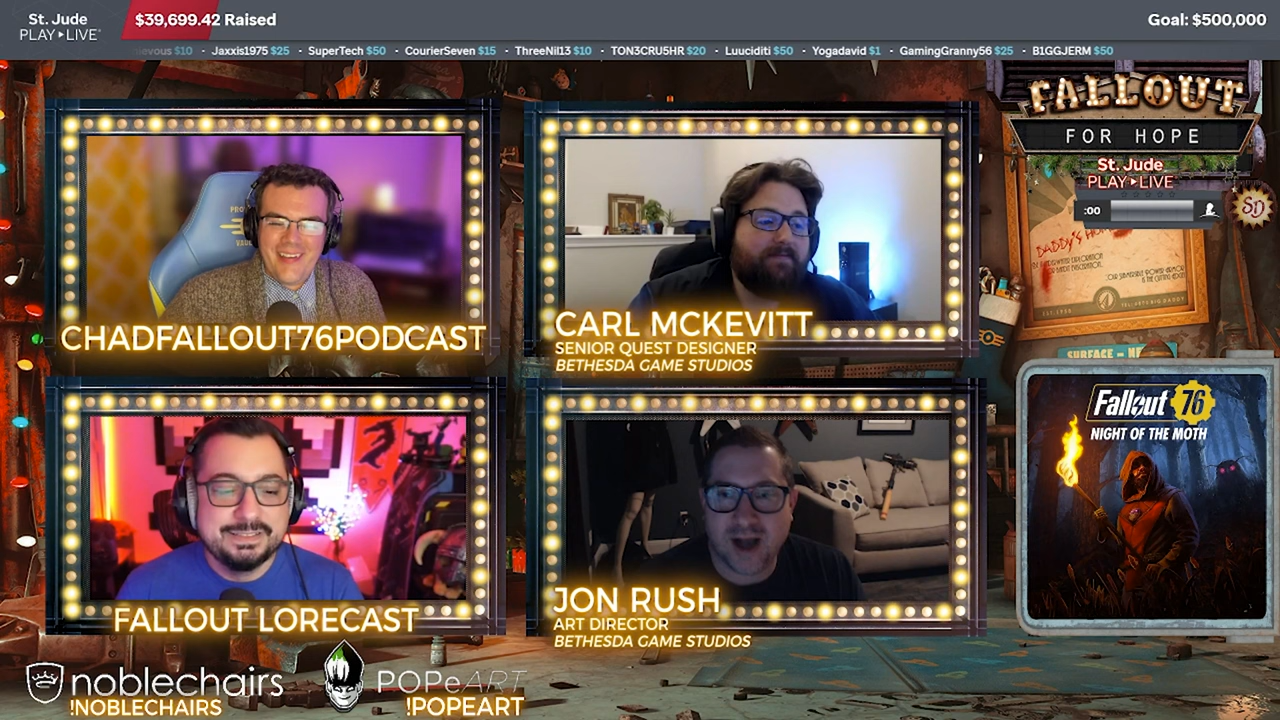 St. Jude
PLAY LIVE
$39,699.42 Raised
Goal: $500,000
$10 · Jaxxis1975 $25 · SuperTech $50 · CourierSeven $15 · ThreeNil13 $10 · TON3CRU5HR $20 · Luuciditi $50 · Yogadavid $1 · GamingGranny56 $25 · B1GGJERM $50
FALLOUT
FOR HOPE
St. Jude
PLAY LIVE
:00
SD
DADDY'S
CHADFALLOUT76PODCAST
CARL MCKEVITT
SENIOR QUEST DESIGNER
BETHESDA GAME STUDIOS
FALLOUT LORECAST
JON RUSH
ART DIRECTOR
BETHESDA GAME STUDIOS
Fallout 76
NIGHT OF THE MOTH
noblechairs
!NOBLECHAIRS
POPeART
!POPEART